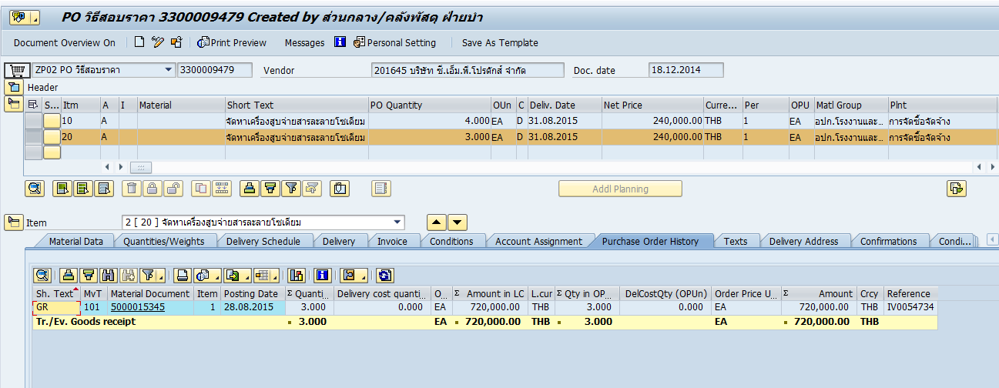 PO วิธีสอบราคา 3300009479 Created by ส่วนกลาง/คลังพัสดุ ฝ่ายบำ
Document Overview On Print Preview Messages Personal Setting Save As Template
ZP02 PO วิธีสอบราคา 3300009479 Vendor 201645 บริษัท ซี.เอ็ม.พี.โปรดักส์ จำกัด Doc. date 18.12.2014
Header
S... Itm A I Material Short Text PO Quantity OUn C Deliv. Date Net Price Curre... Per OPU Matl Group Plnt
10 A จัดหาเครื่องสูบจ่ายสารละลายโซเดียม 4.000 EA D 31.08.2015 240,000.00 THB 1 EA อปก.โรงงานและ... การจัดซื้อจัดจ้าง
20 A จัดหาเครื่องสูบจ่ายสารละลายโซเดียม 3.000 EA D 31.08.2015 240,000.00 THB 1 EA อปก.โรงงานและ... การจัดซื้อจัดจ้าง
Addl Planning
Item 2 [ 20 ] จัดหาเครื่องสูบจ่ายสารละลายโซเดียม
Material Data Quantities/Weights Delivery Schedule Delivery Invoice Conditions Account Assignment Purchase Order History Texts Delivery Address Confirmations Condi...
Sh. Text MvT Material Document Item Posting Date Σ Quanti... Delivery cost quanti... O... Σ Amount in LC L.cur Σ Qty in OP... DelCostQty (OPUn) Order Price U... Σ Amount Crcy Reference
GR 101 5000015345 1 28.08.2015 3.000 0.000 EA 720,000.00 THB 3.000 0.000 EA 720,000.00 THB IV0054734
Tr./Ev. Goods receipt ▪ 3.000 EA ▪ 720,000.00 THB ▪ 3.000 EA ▪ 720,000.00 THB